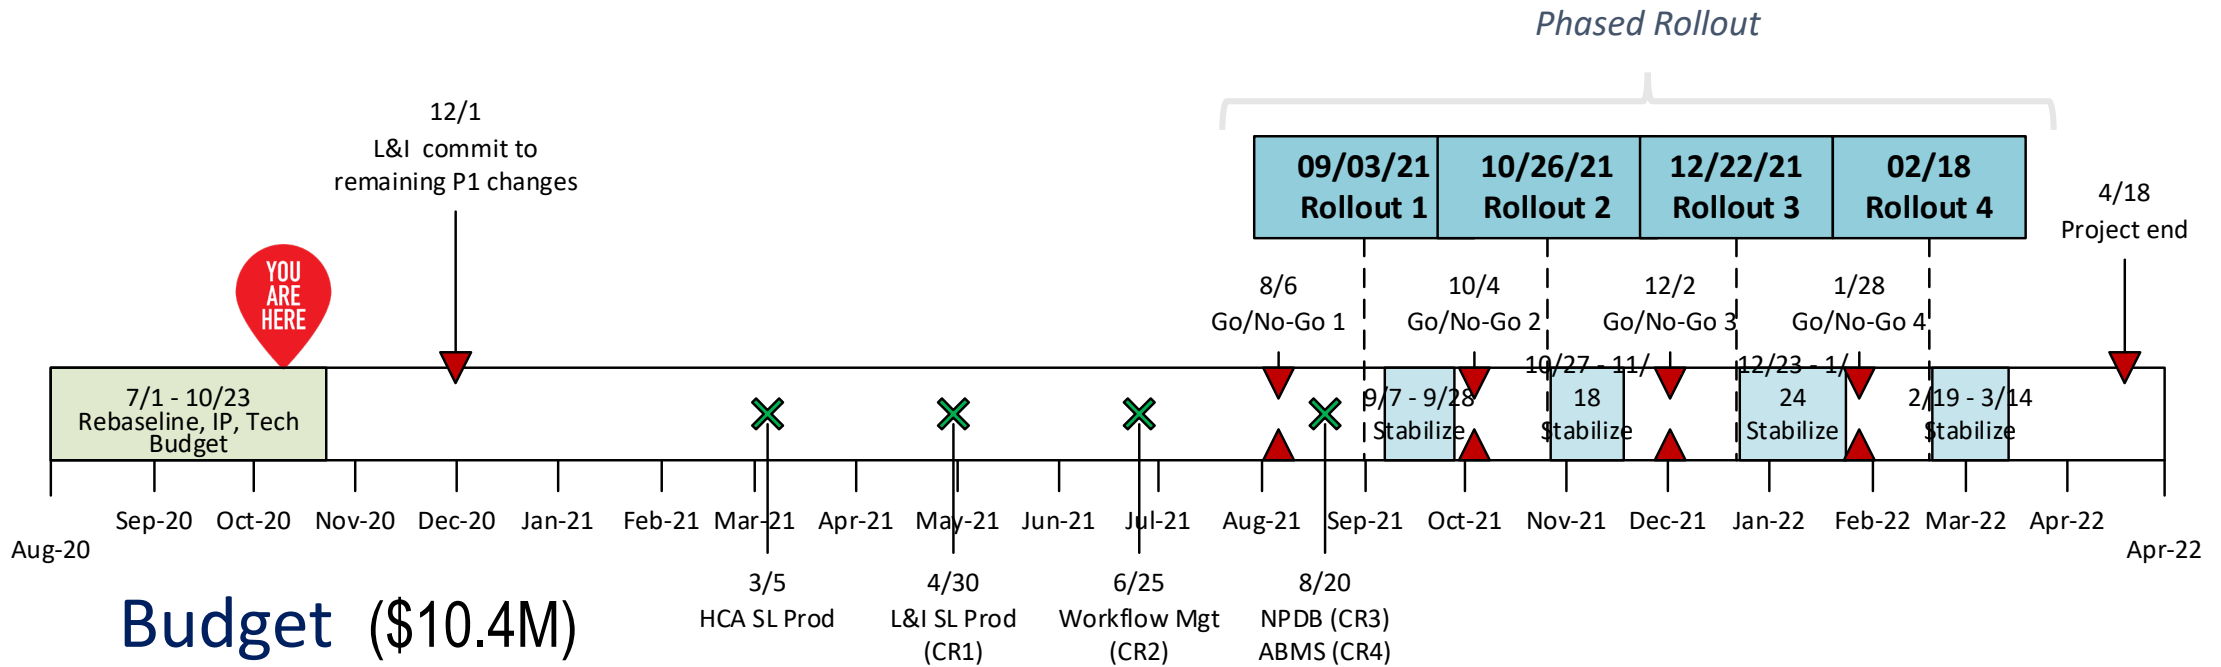 Phased Rollout
12/1
L&I commit to
remaining P1 changes
09/03/21
Rollout 1
10/26/21
Rollout 2
12/22/21
Rollout 3
02/18
Rollout 4
4/18
Project end
YOU
ARE
HERE
8/6
Go/No-Go 1
10/4
Go/No-Go 2
12/2
Go/No-Go 3
1/28
Go/No-Go 4
7/1 - 10/23
Rebaseline, IP, Tech
Budget
9/7 - 9/28
Stabilize
10/27 - 11/
18
Stabilize
12/23 - 1/
24
Stabilize
2/19 - 3/14
Stabilize
Aug-20
Sep-20
Oct-20
Nov-20
Dec-20
Jan-21
Feb-21
Mar-21
Apr-21
May-21
Jun-21
Jul-21
Aug-21
Sep-21
Oct-21
Nov-21
Dec-21
Jan-22
Feb-22
Mar-22
Apr-22
Apr-22
3/5
HCA SL Prod
4/30
L&I SL Prod
(CR1)
6/25
Workflow Mgt
(CR2)
8/20
NPDB (CR3)
ABMS (CR4)
Budget ($10.4M)